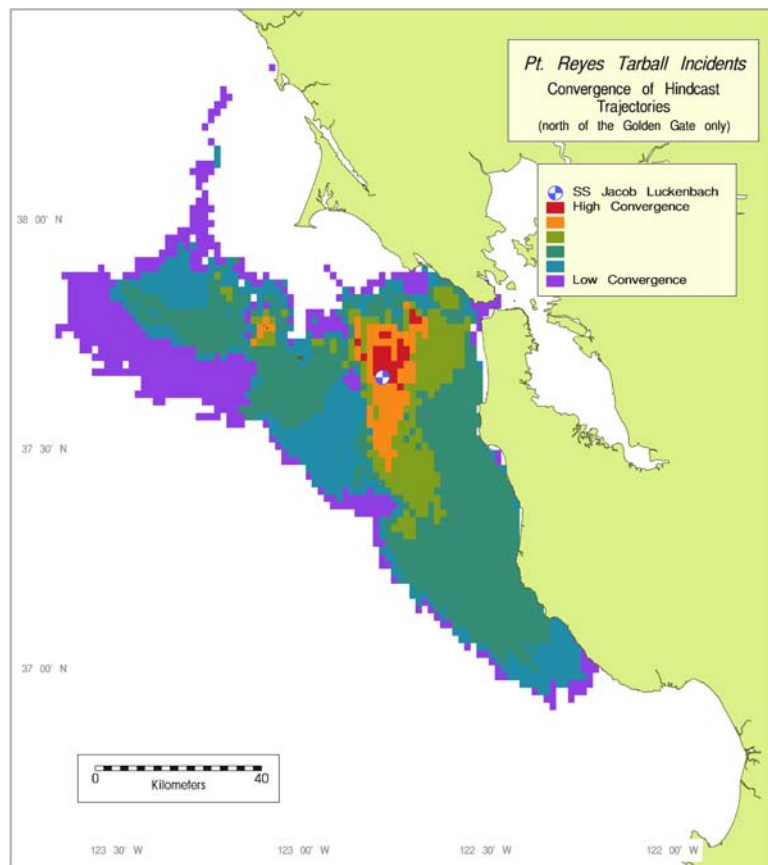 Pt. Reyes Tarball Incidents
Convergence of Hindcast
Trajectories
(north of the Golden Gate only)
SS Jacob Luckenbach
High Convergence
Low Convergence
38 00' N
37 30' N
37 00' N
0 40
Kilometers
123 30' W 123 00' W 122 30' W 122 00' W